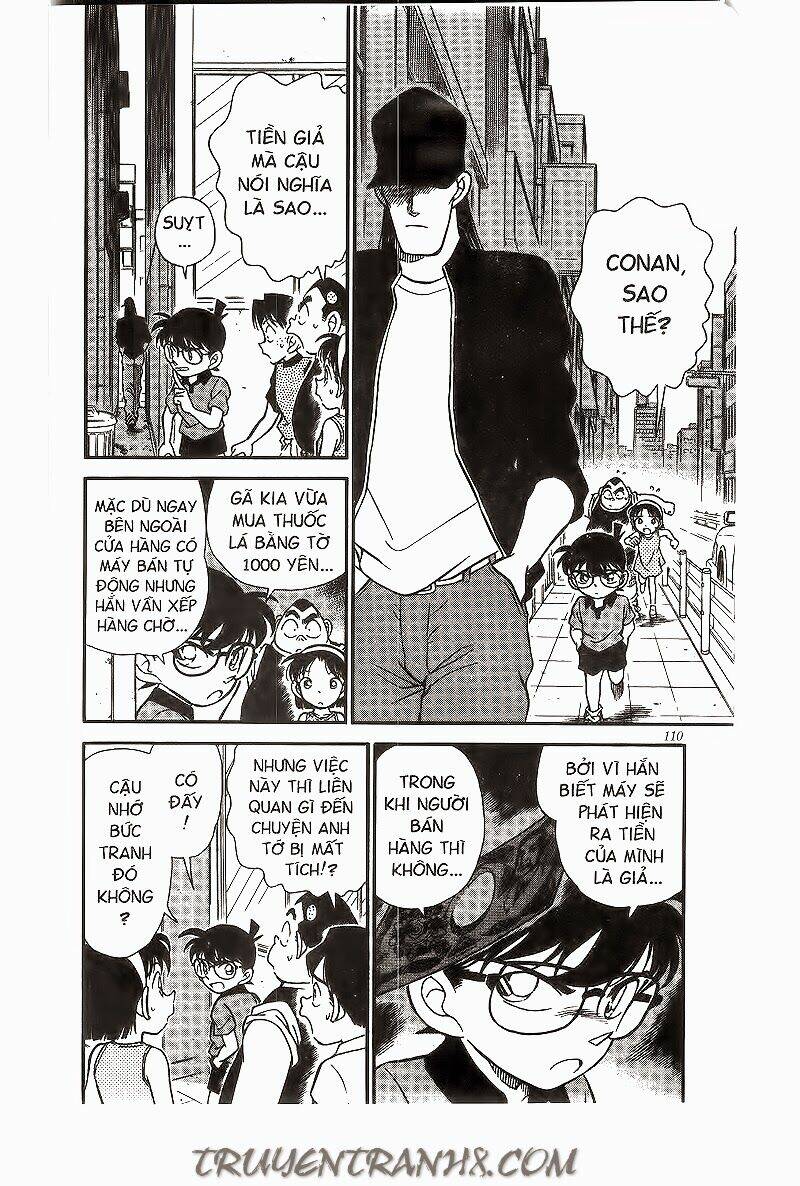 CONAN,
SAO
THẾ?
TIỀN GIẢ
MÀ CẬU
NÓI NGHĨA
LÀ SAO...
SUỴT
...
GÃ KIA VỪA
MUA THUỐC
LÁ BẰNG TỜ
1000 YÊN...
MẶC DÙ NGAY
BÊN NGOÀI
CỬA HÀNG CÓ
MÁY BÁN TỰ
ĐỘNG NHƯNG
HẮN VẪN XẾP
HÀNG CHỜ...
110
BỞI VÌ HẮN
BIẾT MÁY SẼ
PHÁT HIỆN
RA TIỀN
CỦA MÌNH
LÀ GIẢ...
TRONG
KHI NGƯỜI
BÁN
HÀNG THÌ
KHÔNG...
NHƯNG VIỆC
NÀY THÌ LIÊN
QUAN GÌ ĐẾN
CHUYỆN ANH
TỚ BỊ MẤT
TÍCH!?
CÓ
ĐẤY
!
CẬU
NHỚ
BỨC
TRANH
ĐÓ
KHÔNG
?
TRUYENTRANH8.COM